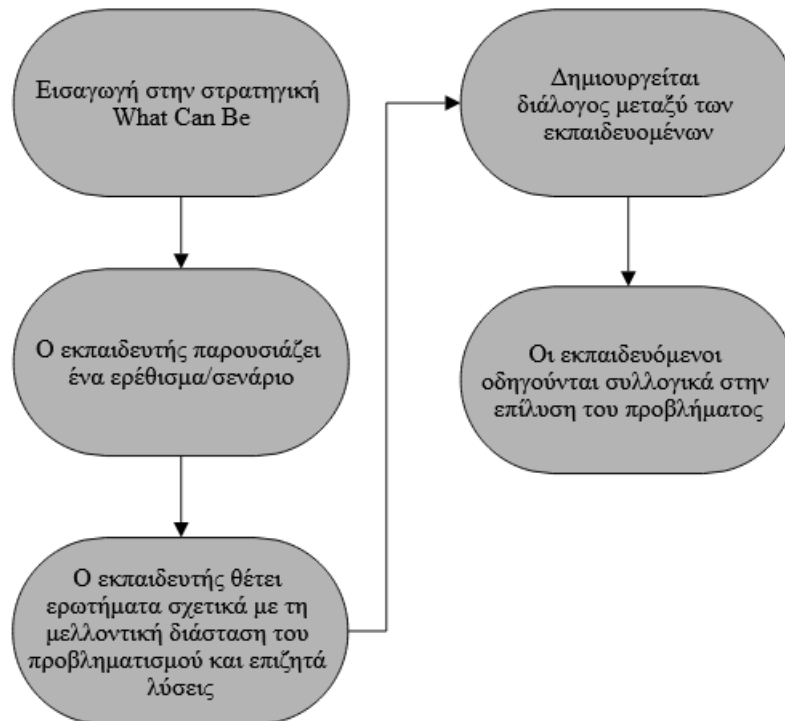 Εισαγωγή στην στρατηγική
What Can Be
Ο εκπαιδευτής παρουσιάζει
ένα ερέθισμα/σενάριο
Ο εκπαιδευτής θέτει
ερωτήματα σχετικά με τη
μελλοντική διάσταση του
προβληματισμού και επιζητά
λύσεις
Δημιουργείται
διάλογος μεταξύ των
εκπαιδευομένων
Οι εκπαιδευόμενοι
οδηγούνται συλλογικά στην
επίλυση του προβλήματος